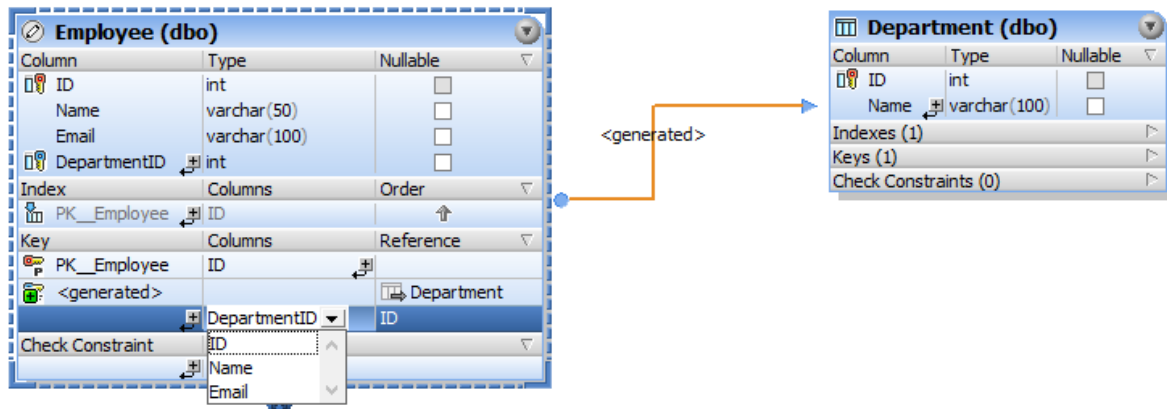 Employee (dbo)
Column Type Nullable
ID int
Name varchar(50)
Email varchar(100)
DepartmentID int
Index Columns Order
PK__Employee ID
Key Columns Reference
PK__Employee ID
<generated> Department
DepartmentID ID
Check Constraint
ID
Name
Email
<generated>
Department (dbo)
Column Type Nullable
ID int
Name varchar(100)
Indexes (1)
Keys (1)
Check Constraints (0)